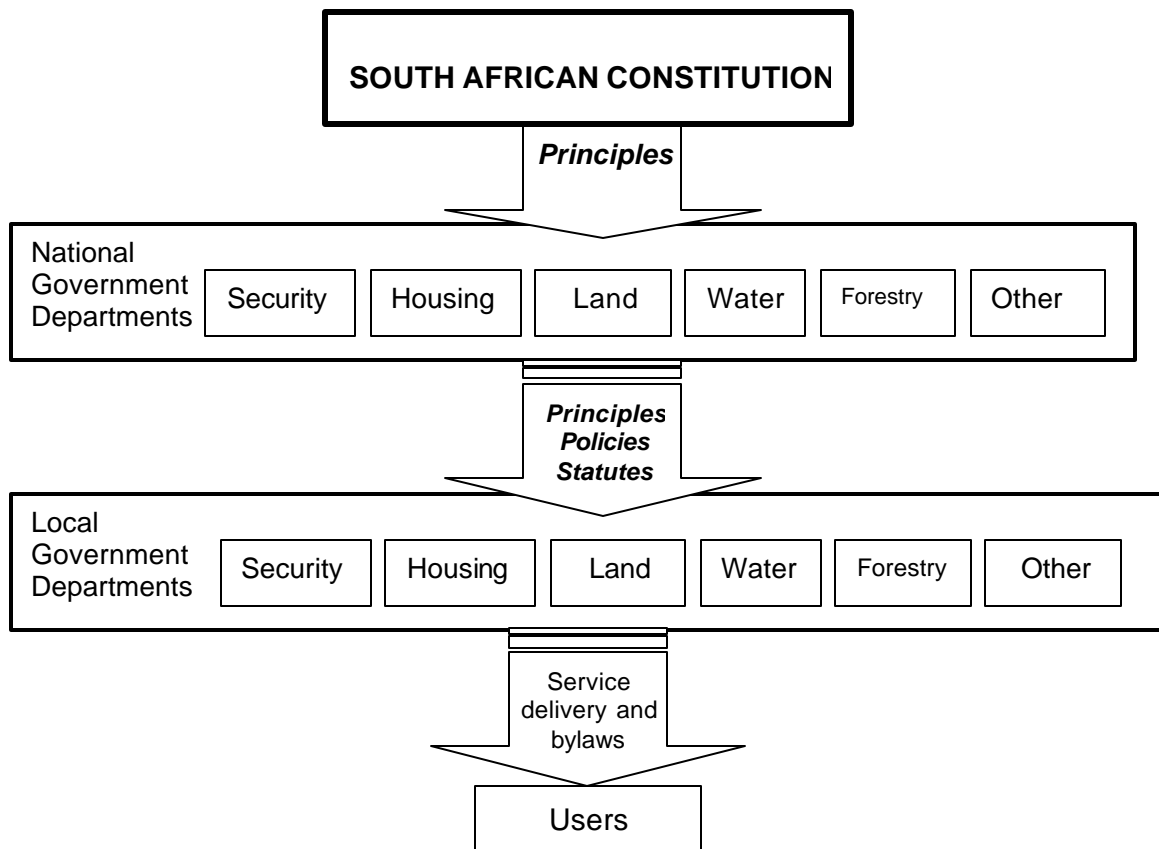 SOUTH AFRICAN CONSTITUTION
Principles
National
Government
Departments
Security
Housing
Land
Water
Forestry
Other
Principles
Policies
Statutes
Local
Government
Departments
Security
Housing
Land
Water
Forestry
Other
Service
delivery and
bylaws
Users